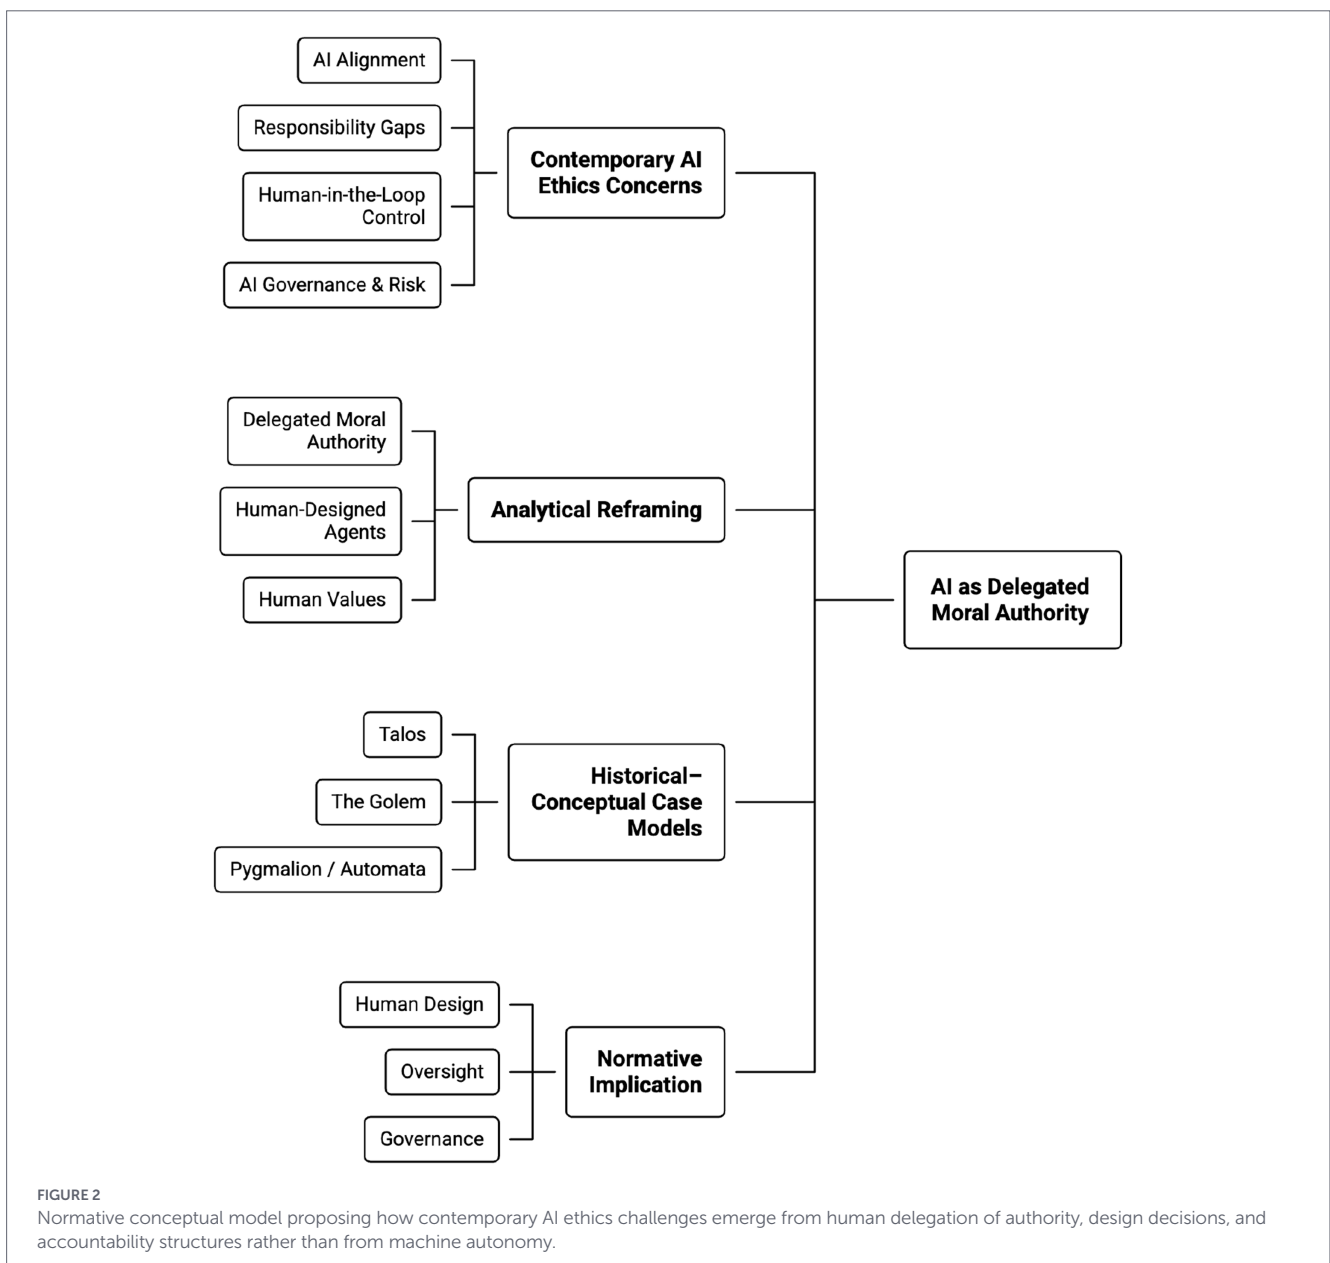 AI Alignment
Responsibility Gaps
Human-in-the-Loop
Control
AI Governance & Risk
Contemporary AI
Ethics Concerns
Delegated Moral
Authority
Human-Designed
Agents
Human Values
Analytical Reframing
AI as Delegated
Moral Authority
Talos
The Golem
Pygmalion / Automata
Historical–
Conceptual Case
Models
Human Design
Oversight
Governance
Normative
Implication
FIGURE 2
Normative conceptual model proposing how contemporary AI ethics challenges emerge from human delegation of authority, design decisions, and
accountability structures rather than from machine autonomy.